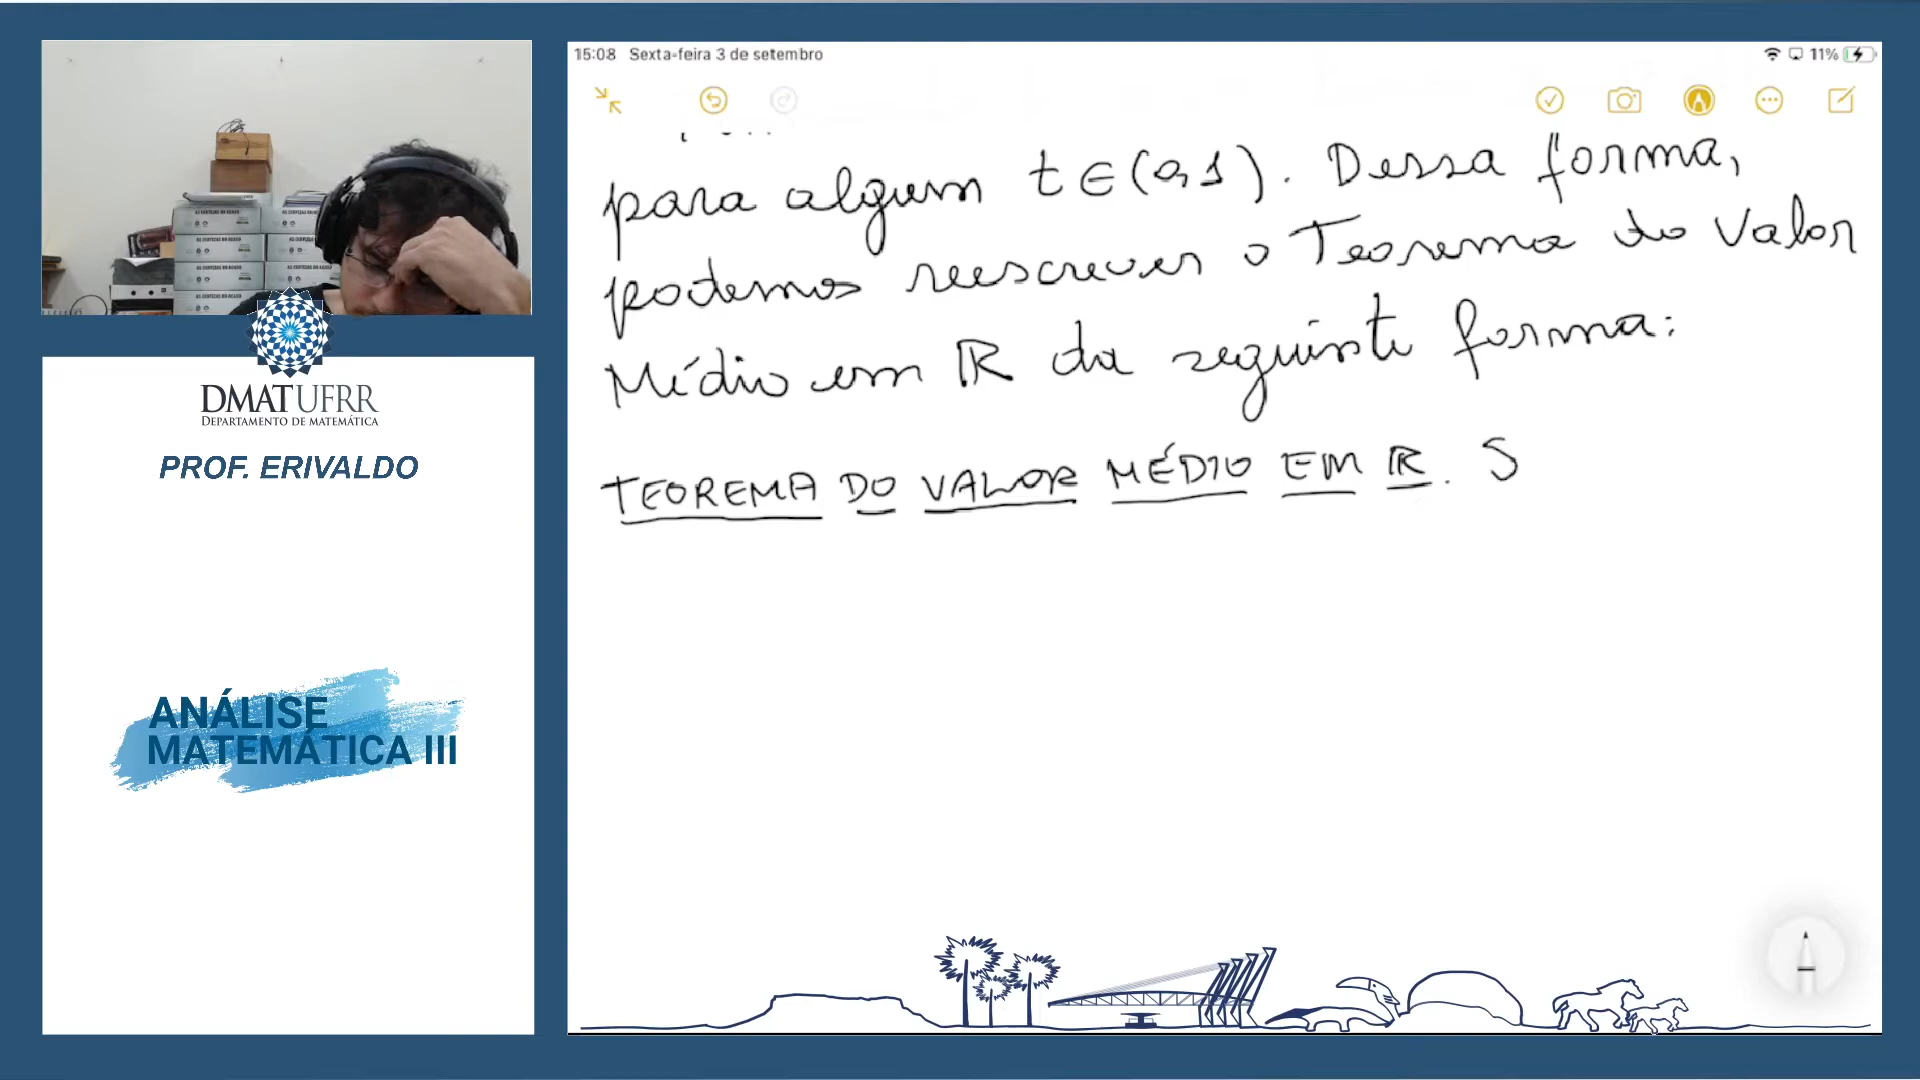 15:08 Sexta-feira 3 de setembro
11%
para algum t ∈ (0,1). Dessa forma,
podemos reescrever o Teorema do Valor
Médio em ℝ da seguinte forma:
TEOREMA DO VALOR MÉDIO EM ℝ. S
DMATUFRR
DEPARTAMENTO DE MATEMÁTICA
PROF. ERIVALDO
ANÁLISE
MATEMÁTICA III